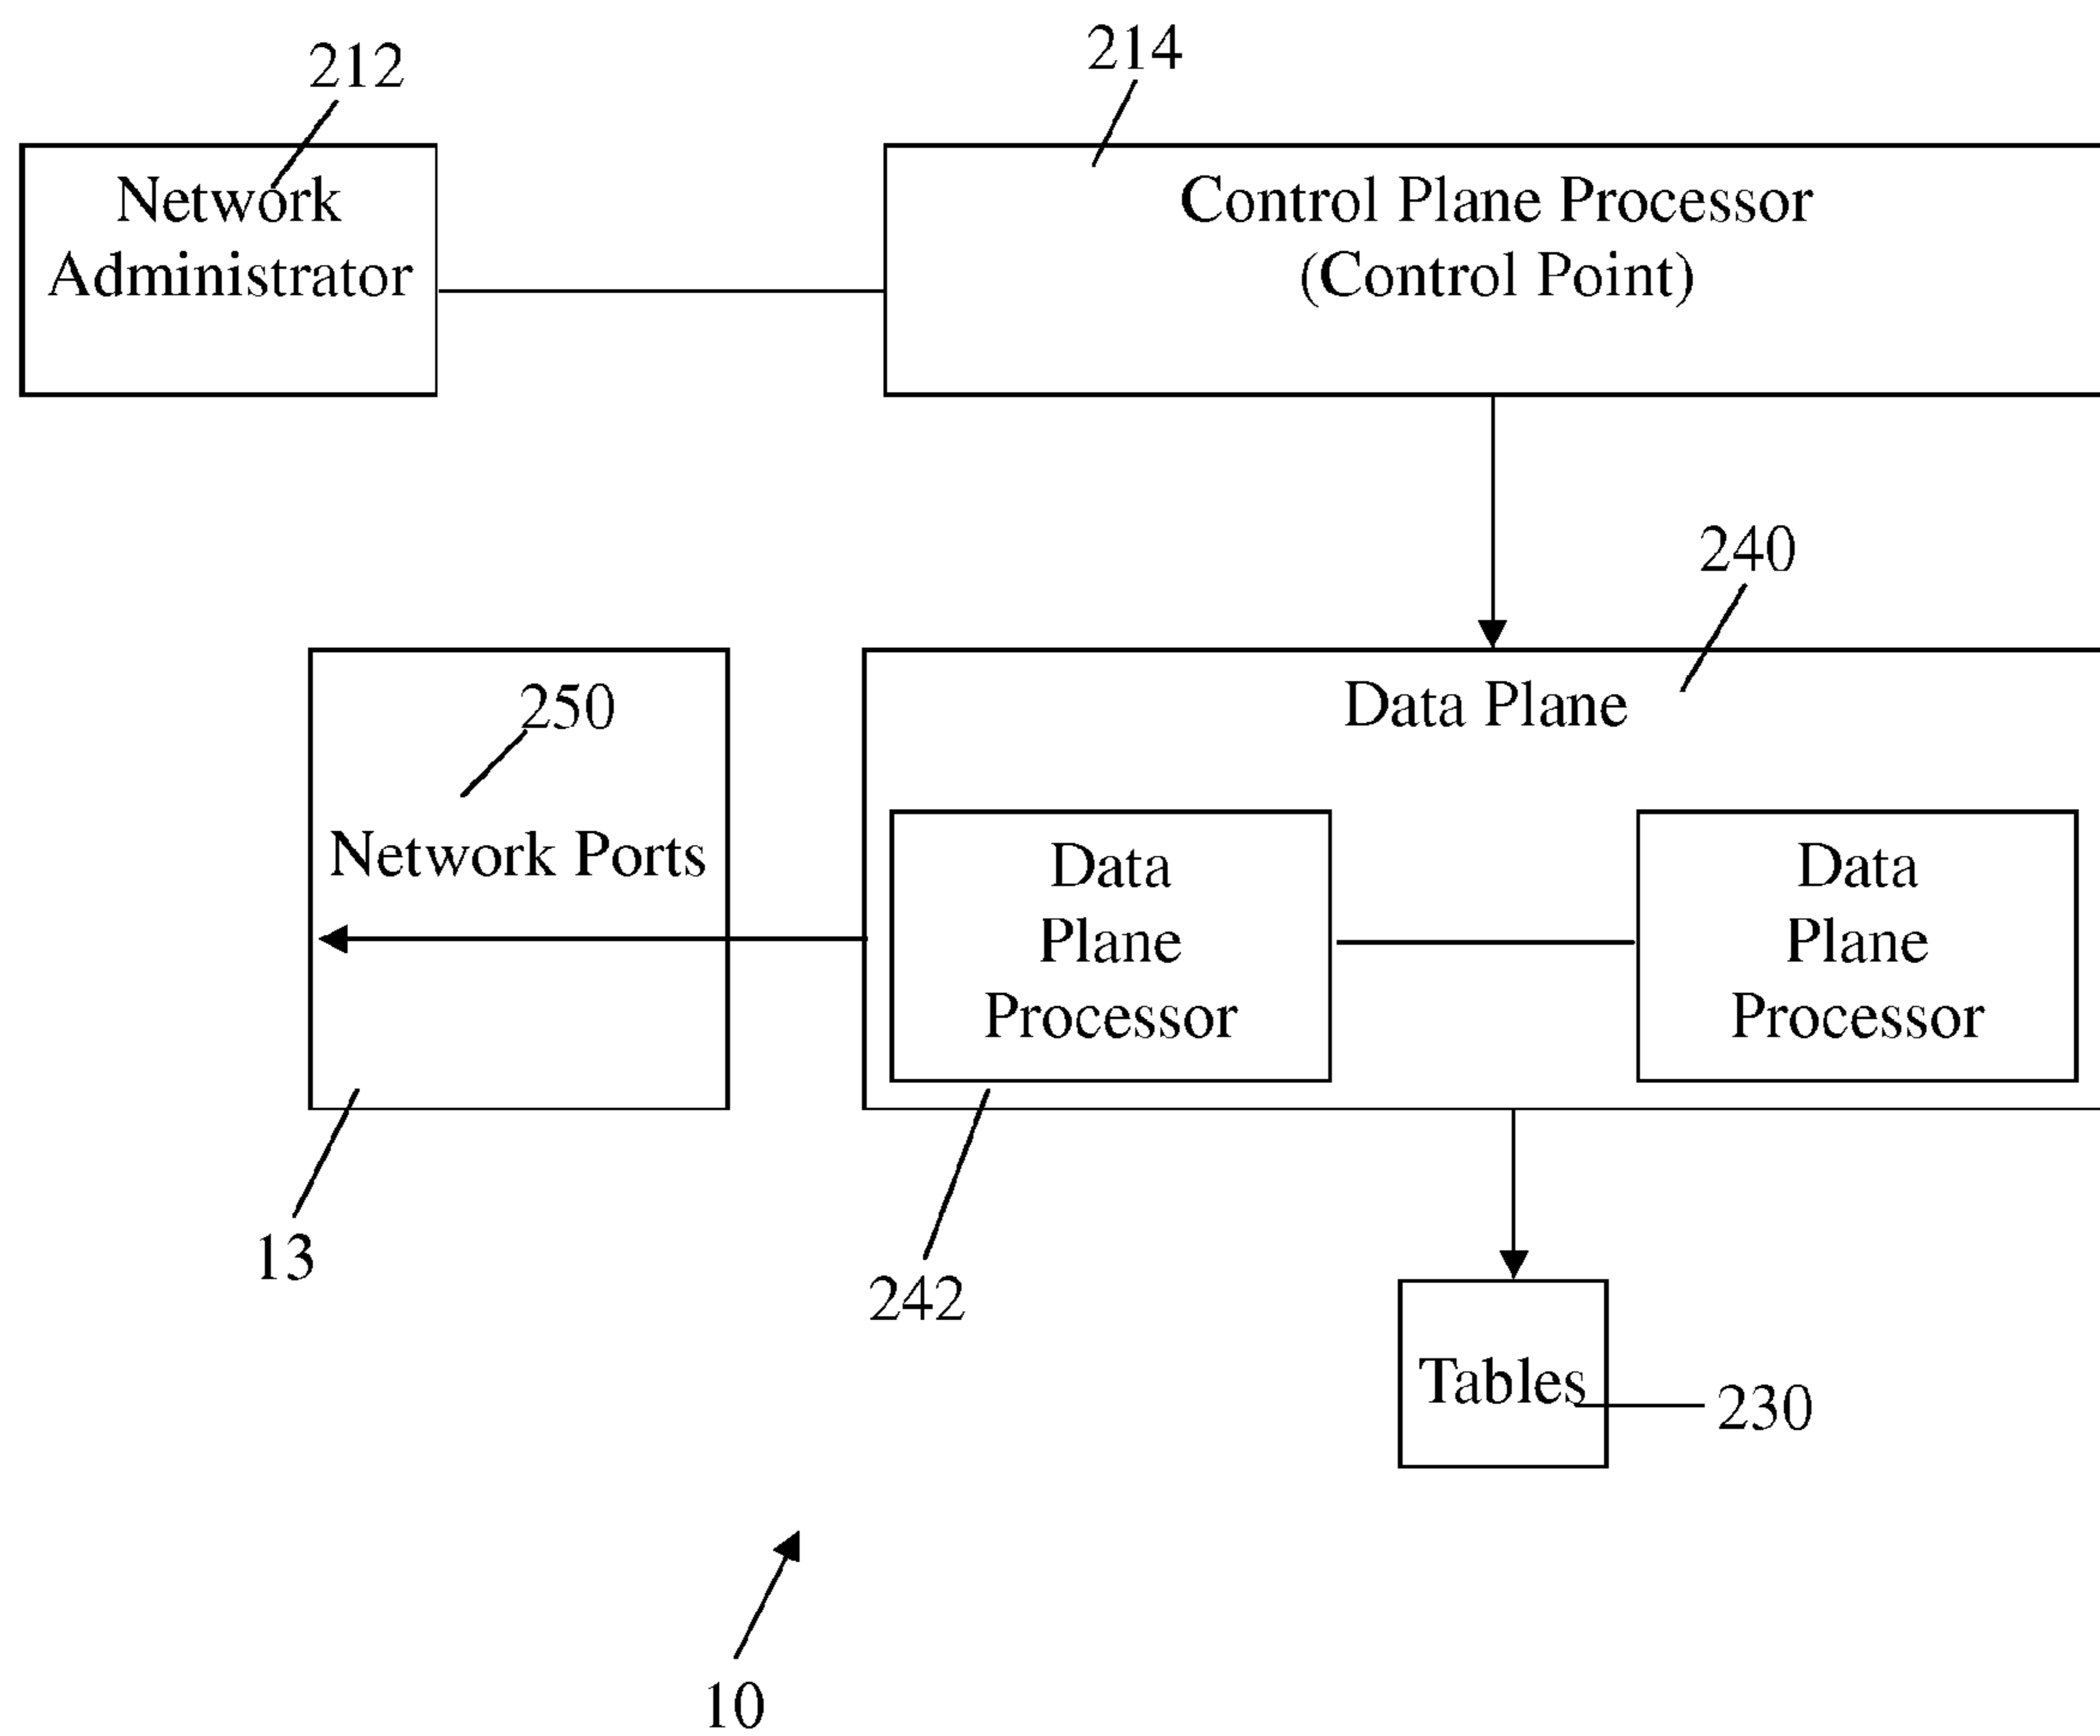 212
214
Network
Administrator
Control Plane Processor
(Control Point)
240
250
Data Plane
Network Ports
Data
Plane
Processor
Data
Plane
Processor
13
242
Tables
230
10